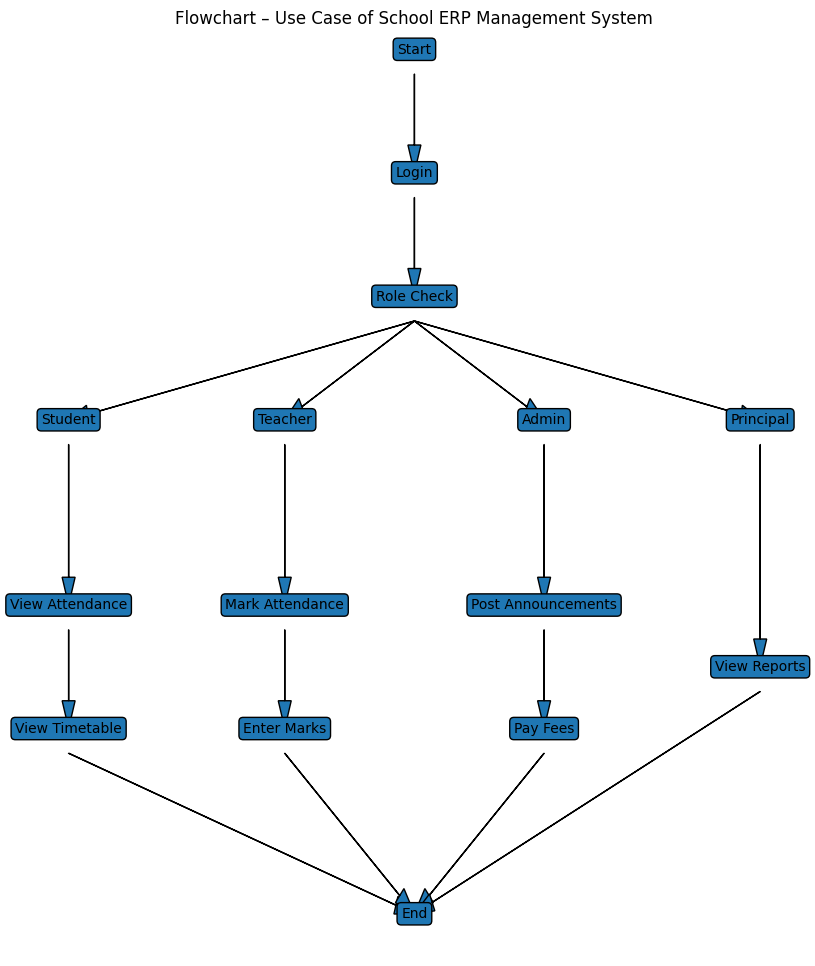 Flowchart – Use Case of School ERP Management System
Start
Login
Role Check
Student
Teacher
Admin
Principal
View Attendance
Mark Attendance
Post Announcements
View Reports
View Timetable
Enter Marks
Pay Fees
End